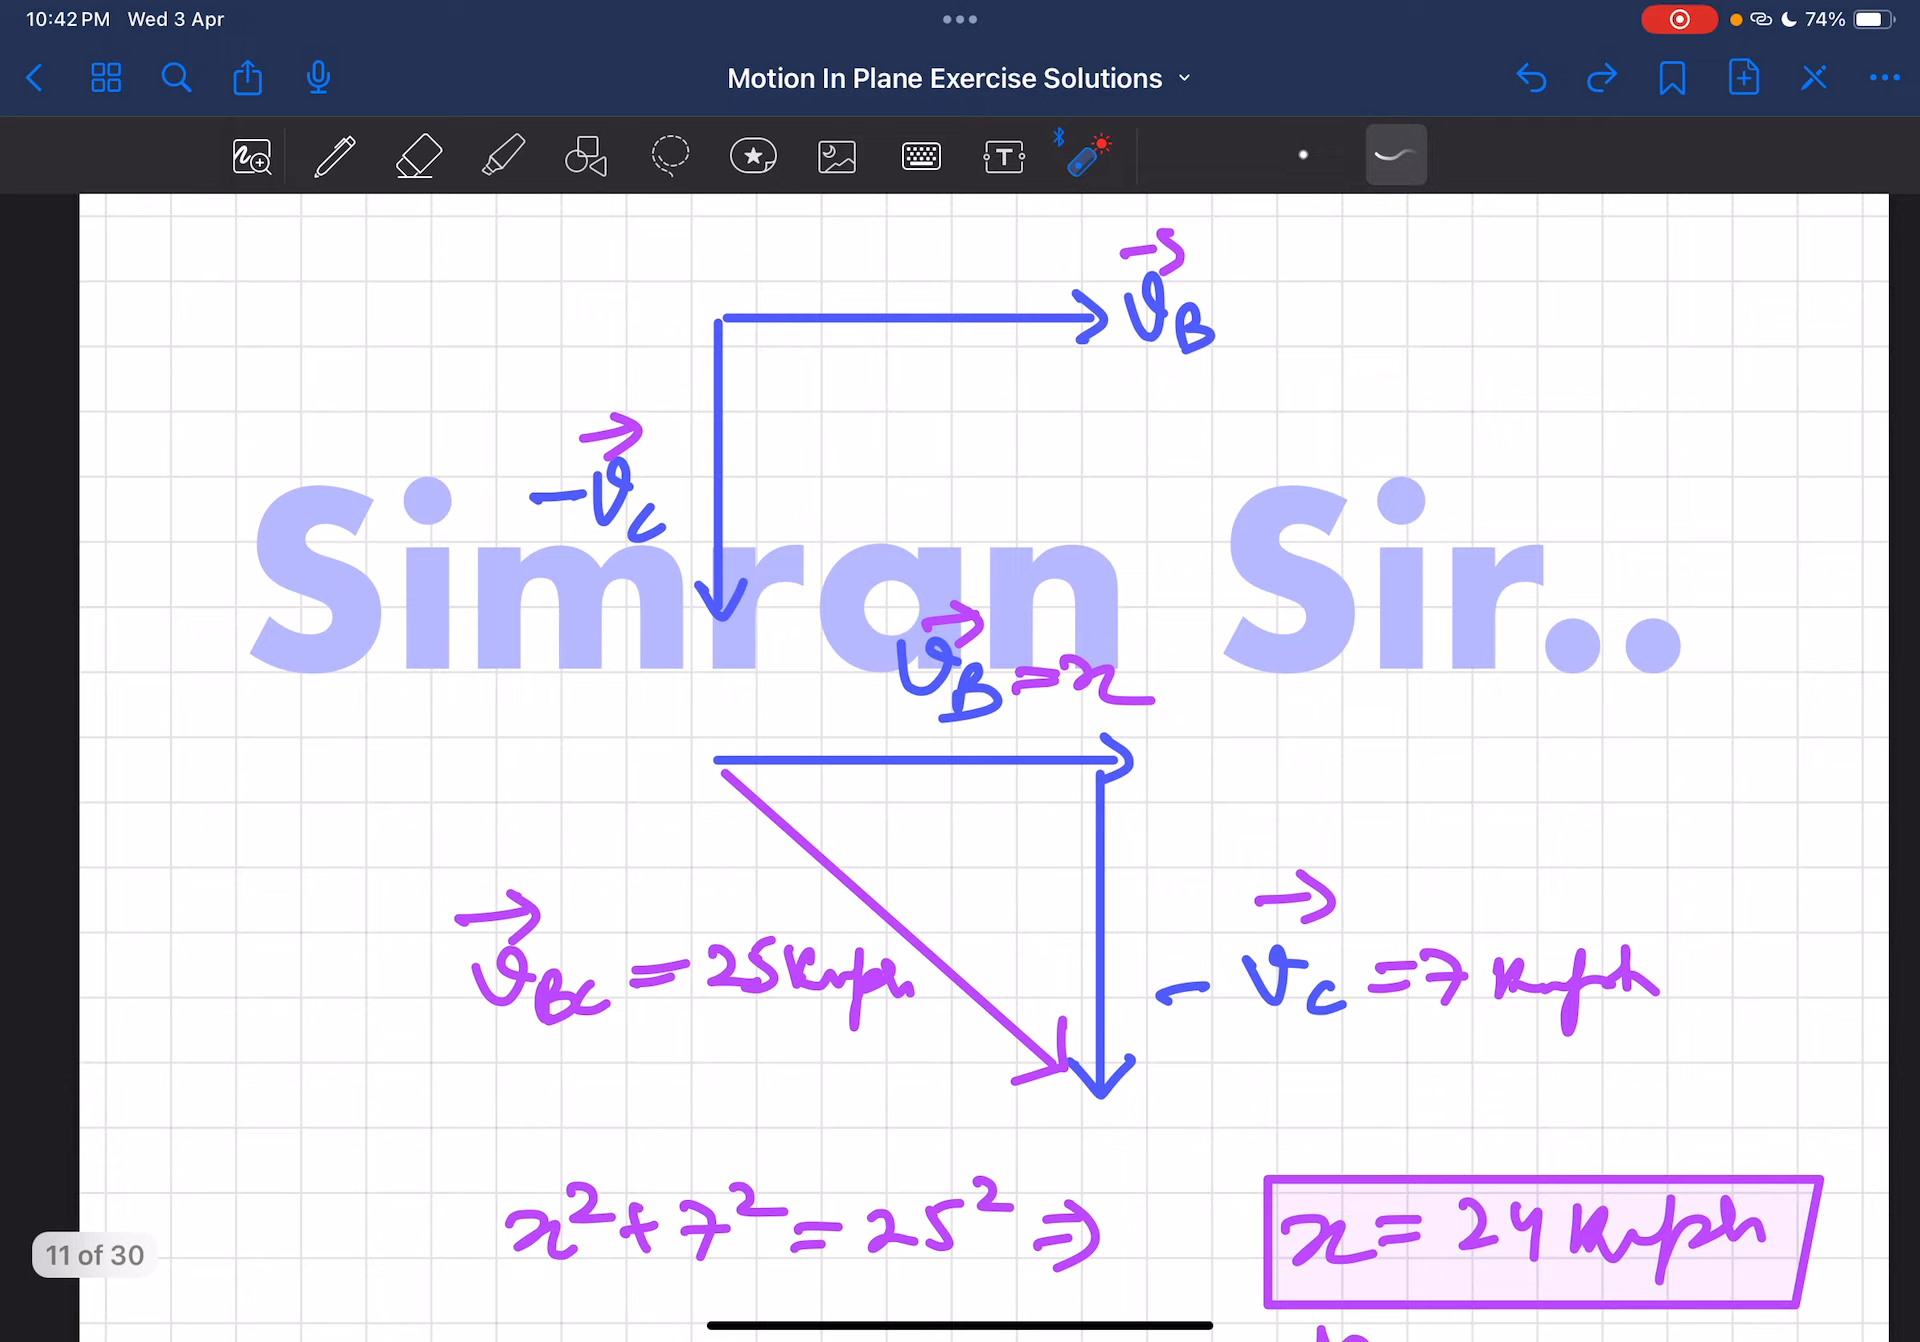 10:42 PM Wed 3 Apr
74%
Motion In Plane Exercise Solutions
T
v⃗B
-v⃗C
Simran Sir..
v⃗B = x
v⃗BC = 25 Kmph
- v⃗C = 7 Kmph
x² + 7² = 25² ⇒
x = 24 Kmph
11 of 30